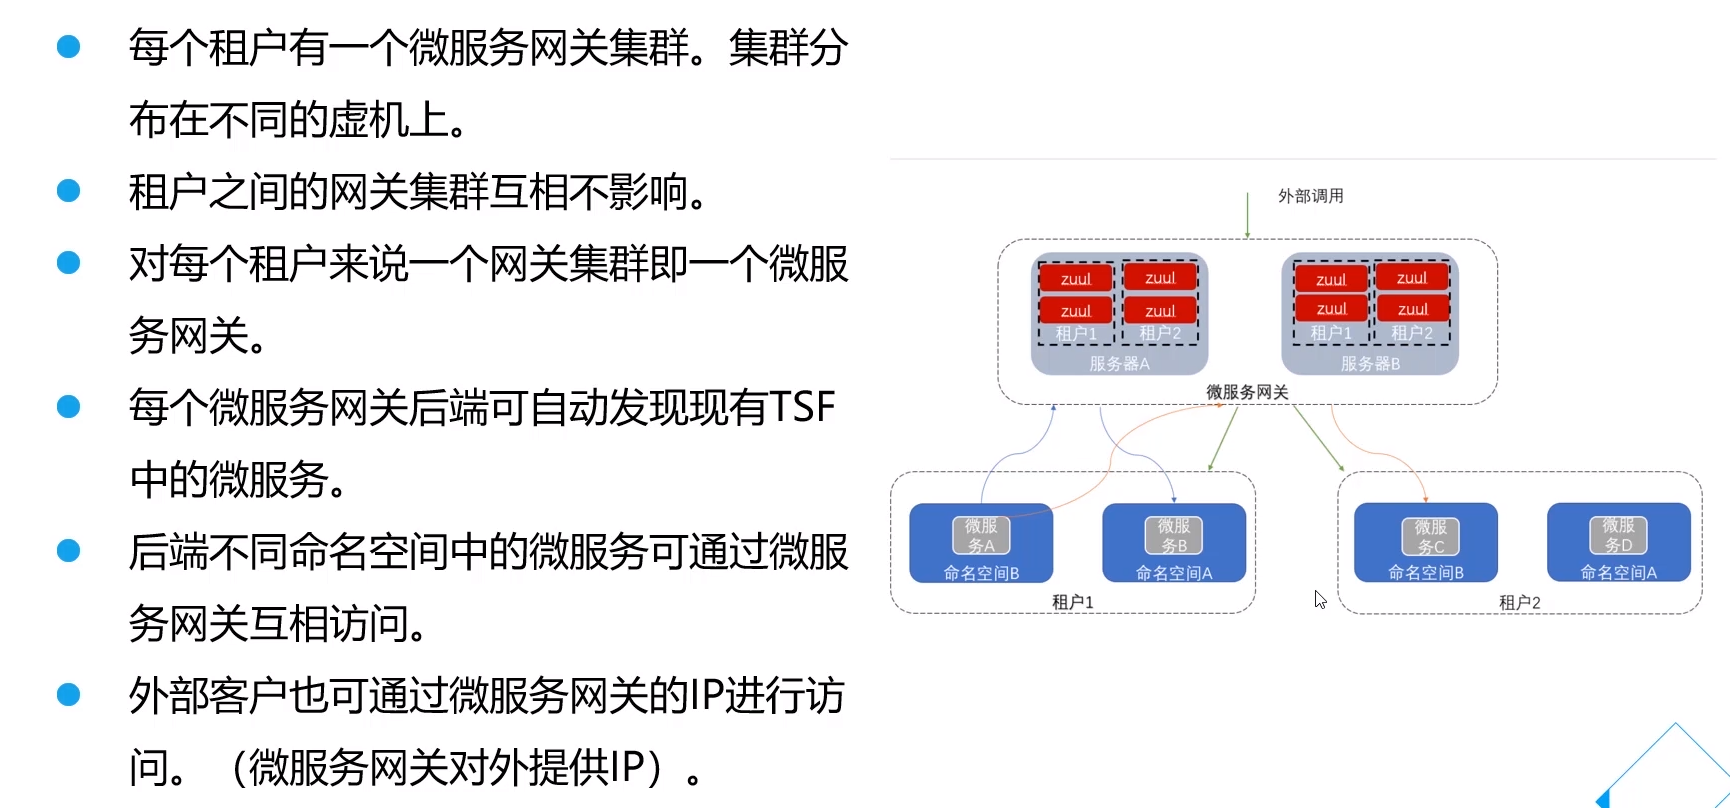 每个租户有一个微服务网关集群。集群分
布在不同的虚机上。
租户之间的网关集群互相不影响。
对每个租户来说一个网关集群即一个微服
务网关。
每个微服务网关后端可自动发现现有TSF
中的微服务。
后端不同命名空间中的微服务可通过微服
务网关互相访问。
外部客户也可通过微服务网关的IP进行访
问。（微服务网关对外提供IP）。
外部调用
zuul
zuul
租户1
zuul
zuul
租户2
服务器A
zuul
zuul
租户1
zuul
zuul
租户2
服务器B
微服务网关
微服
务A
命名空间B
微服
务B
命名空间A
租户1
微服
务C
命名空间B
微服
务D
命名空间A
租户2